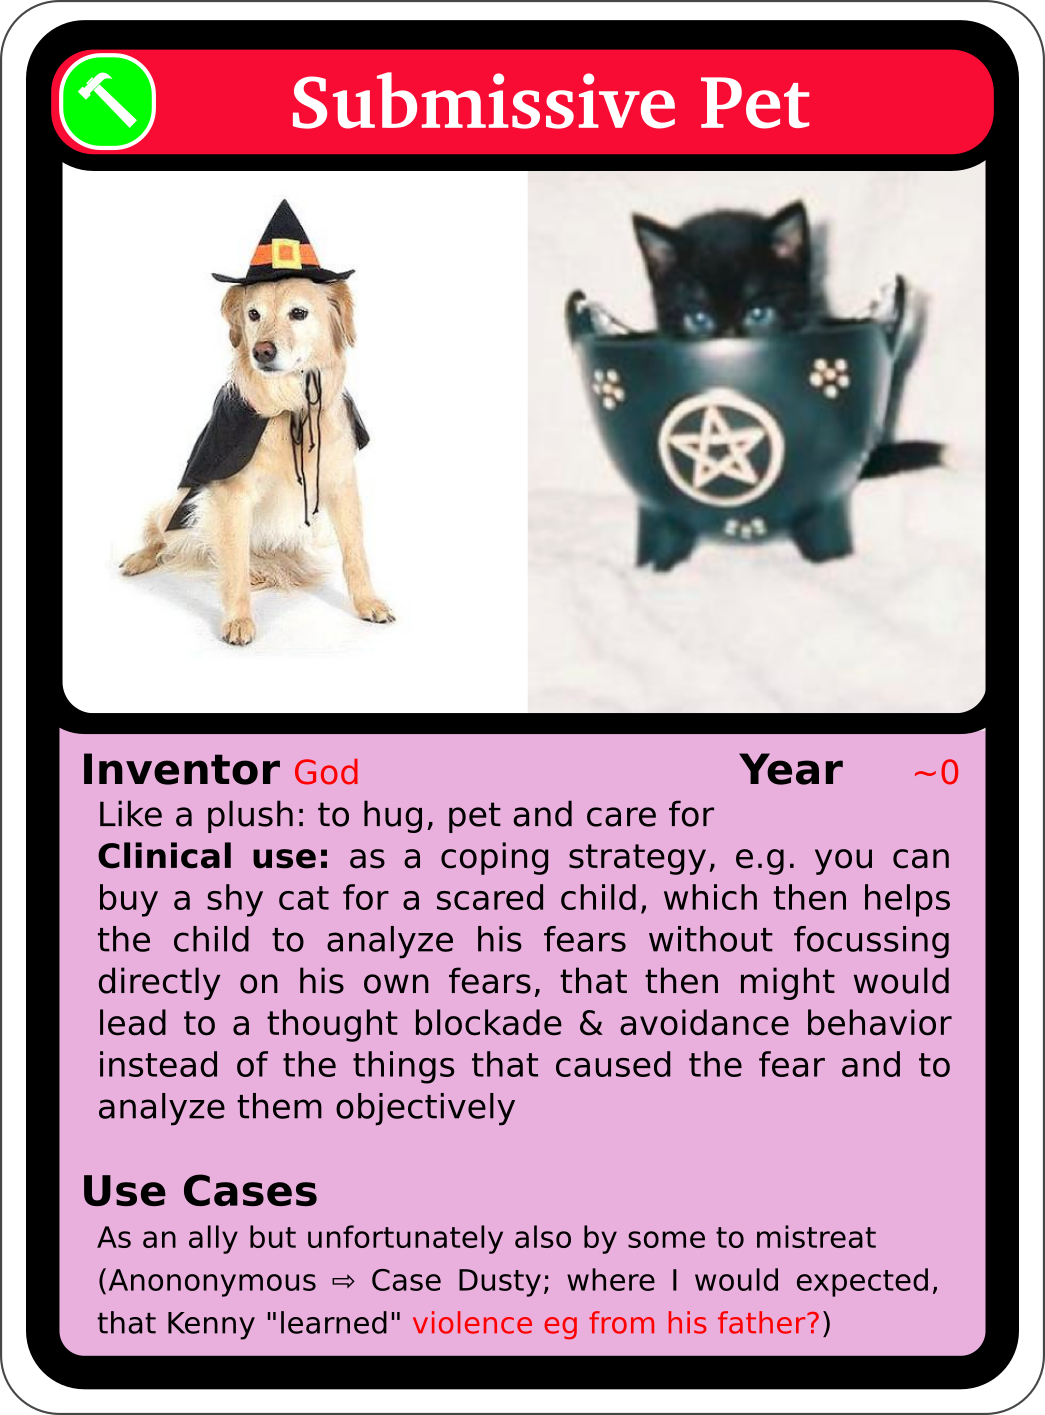 Submissive Pet
Inventor God Year ~0
Like a plush: to hug, pet and care for
Clinical use: as a coping strategy, e.g. you can
buy a shy cat for a scared child, which then helps
the child to analyze his fears without focussing
directly on his own fears, that then might would
lead to a thought blockade & avoidance behavior
instead of the things that caused the fear and to
analyze them objectively
Use Cases
As an ally but unfortunately also by some to mistreat
(Anononymous ⇨ Case Dusty; where I would expected,
that Kenny "learned" violence eg from his father?)